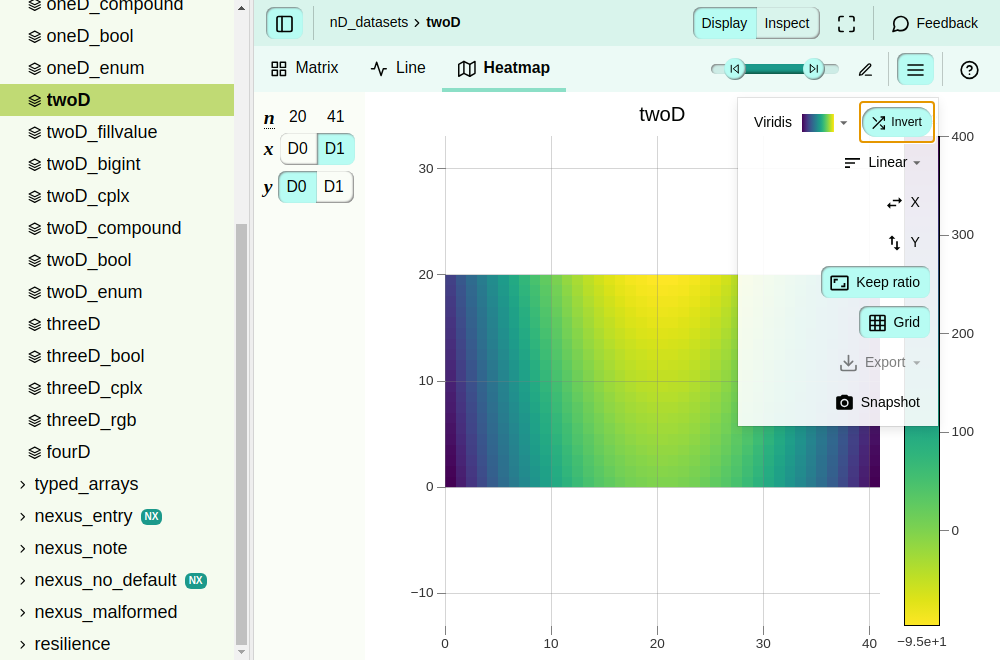 oneD_compound
oneD_bool
oneD_enum
twoD
twoD_fillvalue
twoD_bigint
twoD_cplx
twoD_compound
twoD_bool
twoD_enum
threeD
threeD_bool
threeD_cplx
threeD_rgb
fourD
typed_arrays
nexus_entry NX
nexus_note
nexus_no_default NX
nexus_malformed
resilience
nD_datasets > twoD
Display Inspect
Feedback
Matrix Line Heatmap
n 20 41
x D0 D1
y D0 D1
twoD
Viridis Invert
Linear
X
Y
Keep ratio
Grid
Export
Snapshot
30
20
10
0
−10
0 10 20 30 40
400
300
200
100
0
−9.5e+1